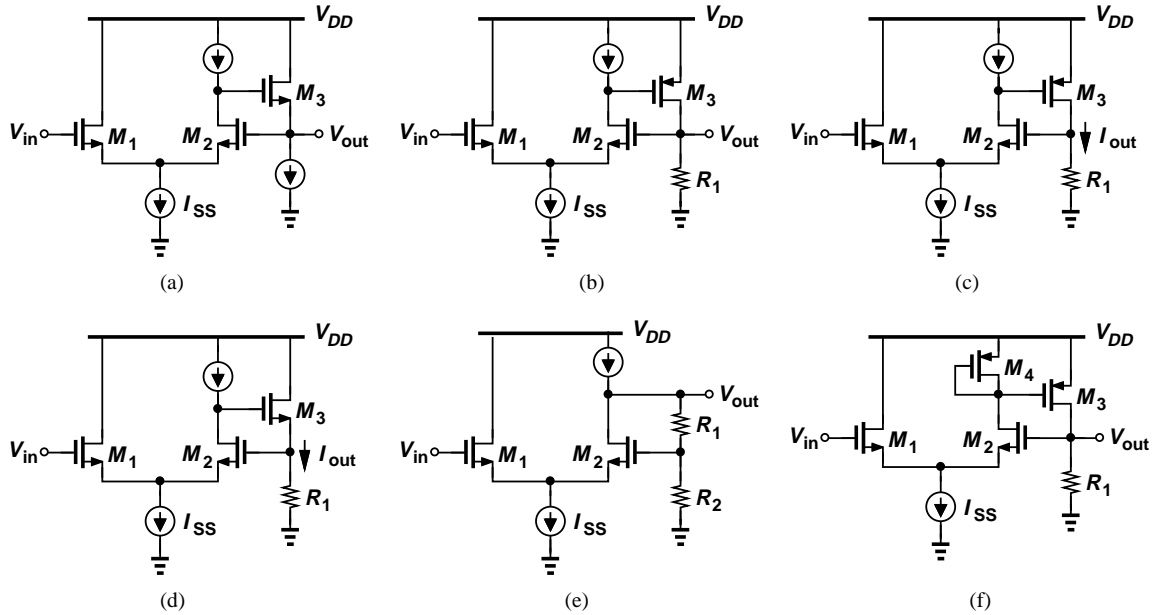 V_DD V_DD V_DD
M_3 M_3 M_3
V_in M_1 M_2 V_out V_in M_1 M_2 V_out V_in M_1 M_2 I_out
I_SS I_SS R_1 I_SS R_1
(a) (b) (c)
V_DD V_DD V_DD
M_4
M_3 V_out M_3
V_in M_1 M_2 I_out V_in M_1 M_2 R_1 V_in M_1 M_2 V_out
I_SS R_1 I_SS R_2 I_SS R_1
(d) (e) (f)